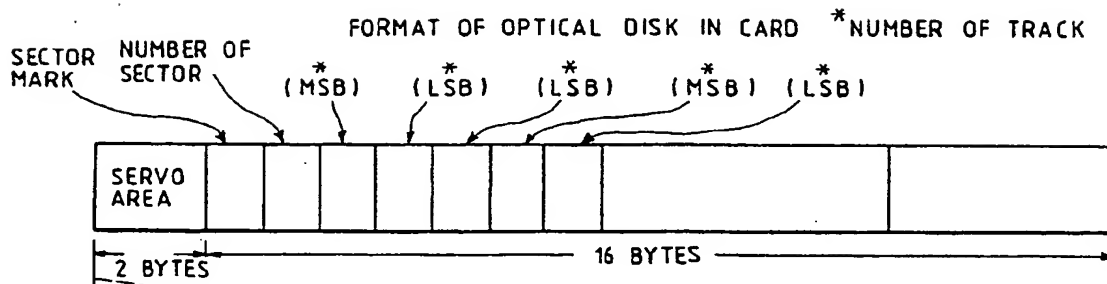 FORMAT OF OPTICAL DISK IN CARD *NUMBER OF TRACK
SECTOR MARK
NUMBER OF SECTOR
* (MSB)
* (LSB)
* (LSB)
* (MSB)
* (LSB)
SERVO AREA
2 BYTES
16 BYTES